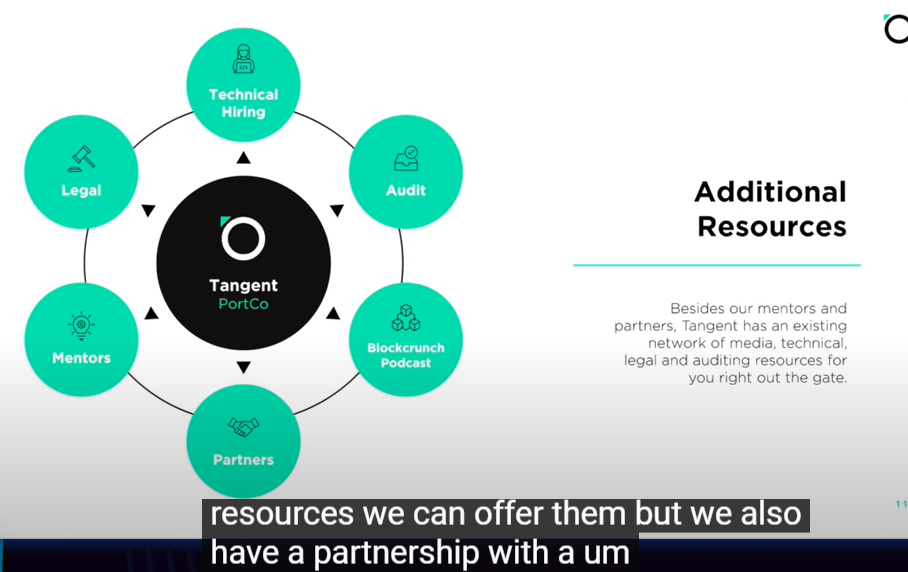 Technical
Hiring
Legal
Audit
Tangent
PortCo
Mentors
Blockcrunch
Podcast
Partners
Additional
Resources
Besides our mentors and
partners, Tangent has an existing
network of media, technical,
legal and auditing resources for
you right out the gate.
11
resources we can offer them but we also
have a partnership with a um